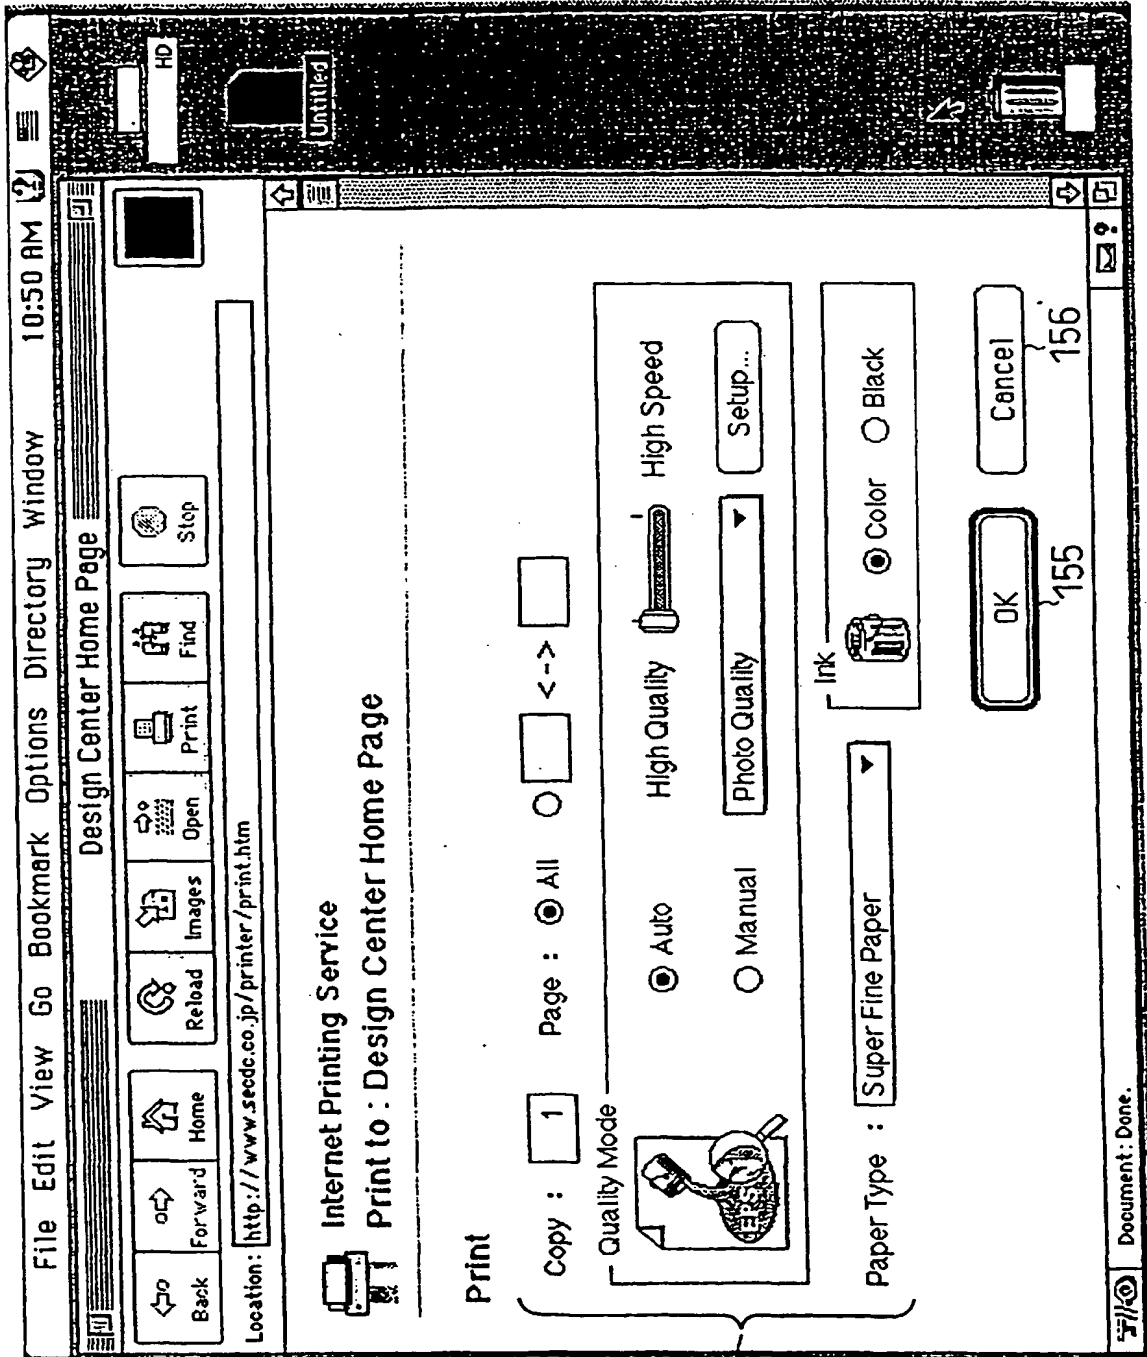 File Edit View Go Bookmark Options Directory Window 10:50 AM
Design Center Home Page
Back Forward Home Reload Images Open Print Find Stop
Location: http://www.secdc.co.jp/printer/print.htm
HD
Untitled
Internet Printing Service
Print to : Design Center Home Page
Print
Copy : 1 Page : All <->
Quality Mode
Auto High Quality High Speed
Manual Photo Quality Setup...
Paper Type : Super Fine Paper
Ink
Color Black
OK Cancel
155 156
Document: Done.